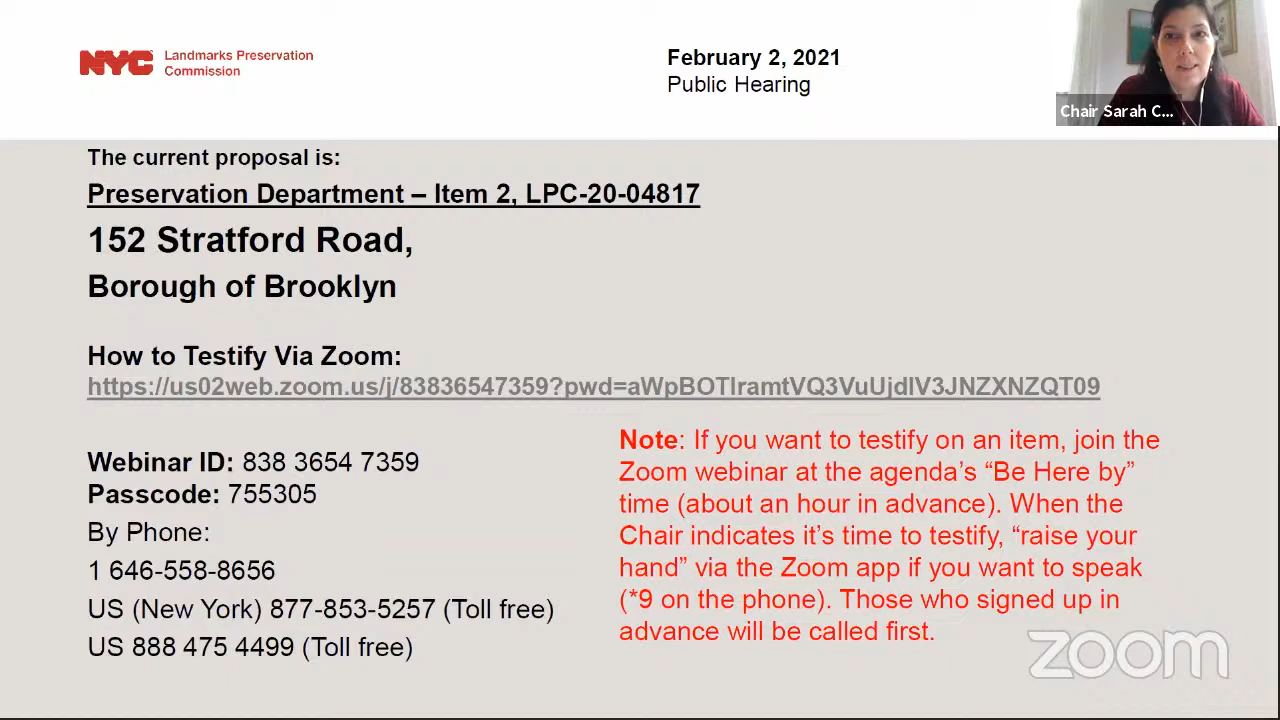 NYC Landmarks Preservation
Commission
February 2, 2021
Public Hearing
Chair Sarah C...
The current proposal is:
Preservation Department – Item 2, LPC-20-04817
152 Stratford Road,
Borough of Brooklyn
How to Testify Via Zoom:
https://us02web.zoom.us/j/83836547359?pwd=aWpBOTlramtVQ3VuUjdlV3JNZXNZQT09
Webinar ID: 838 3654 7359
Passcode: 755305
By Phone:
1 646-558-8656
US (New York) 877-853-5257 (Toll free)
US 888 475 4499 (Toll free)
Note: If you want to testify on an item, join the
Zoom webinar at the agenda’s “Be Here by”
time (about an hour in advance). When the
Chair indicates it’s time to testify, “raise your
hand” via the Zoom app if you want to speak
(*9 on the phone). Those who signed up in
advance will be called first.
zoom